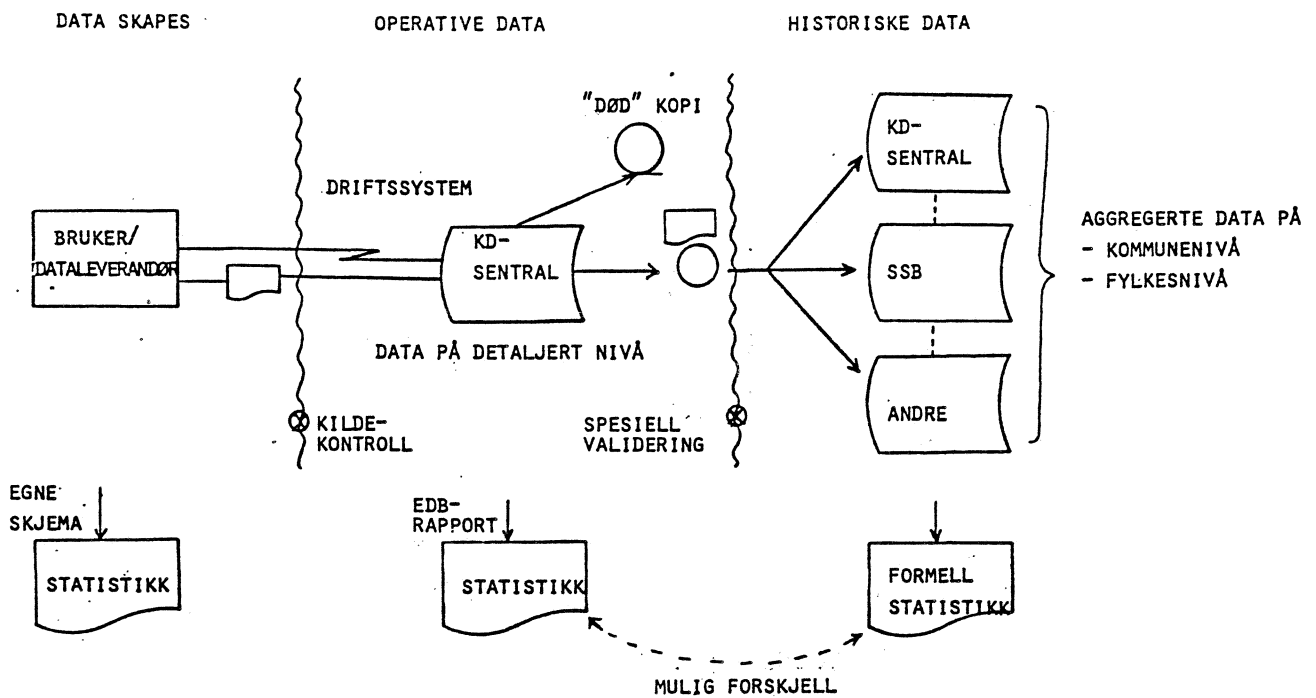 DATA SKAPES
OPERATIVE DATA
HISTORISKE DATA
"DØD" KOPI
DRIFTSSYSTEM
BRUKER/
DATALEVERANDØR
KD-
SENTRAL
KD-
SENTRAL
SSB
ANDRE
AGGREGERTE DATA PÅ
- KOMMUNENIVÅ
- FYLKESNIVÅ
DATA PÅ DETALJERT NIVÅ
KILDE-
KONTROLL
SPESIELL
VALIDERING
EGNE
SKJEMA
STATISTIKK
EDB-
RAPPORT
STATISTIKK
FORMELL
STATISTIKK
MULIG FORSKJELL